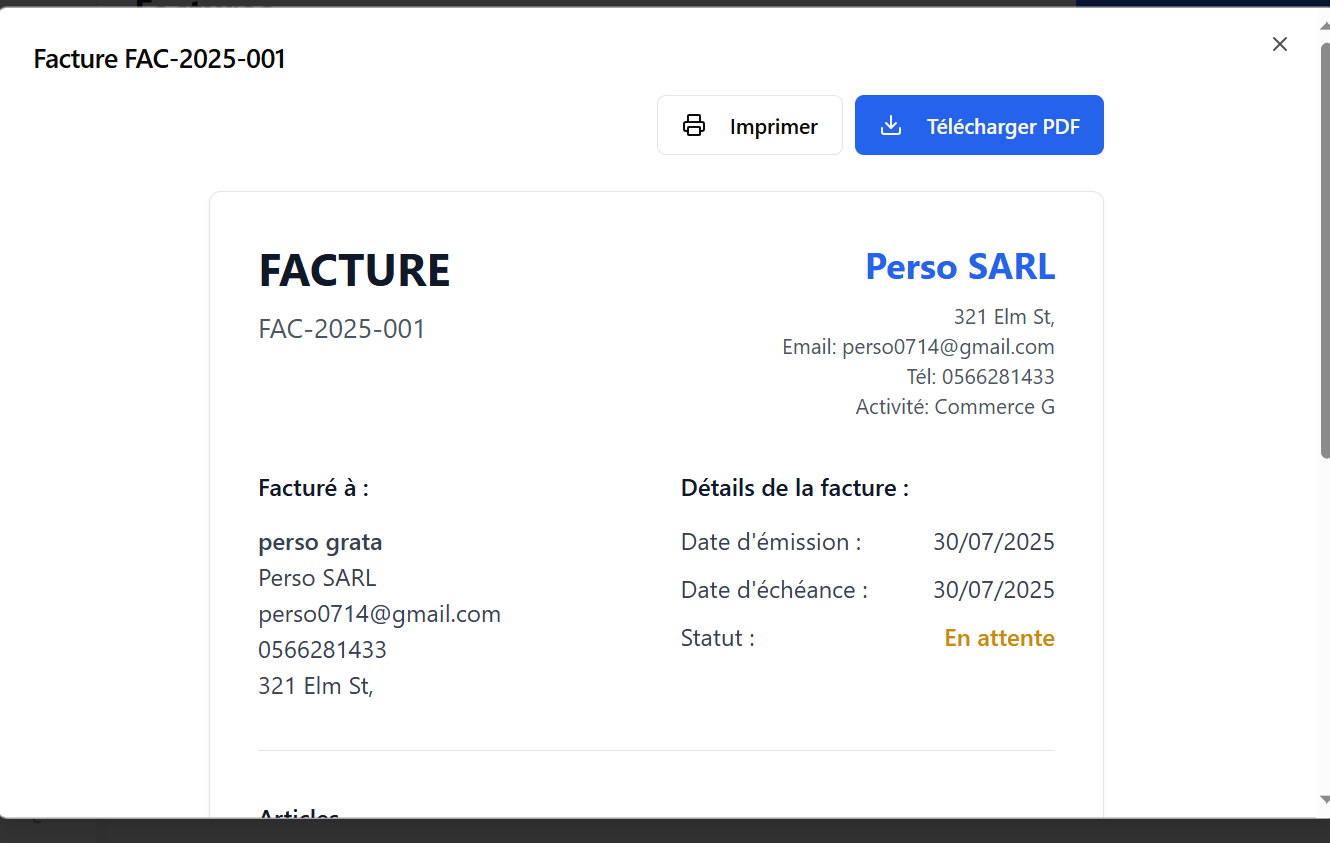 Facture FAC-2025-001
Imprimer
Télécharger PDF
FACTURE
FAC-2025-001
Perso SARL
321 Elm St,
Email: perso0714@gmail.com
Tél: 0566281433
Activité: Commerce G
Facturé à :
perso grata
Perso SARL
perso0714@gmail.com
0566281433
321 Elm St,
Détails de la facture :
Date d'émission : 30/07/2025
Date d'échéance : 30/07/2025
Statut : En attente
Articles